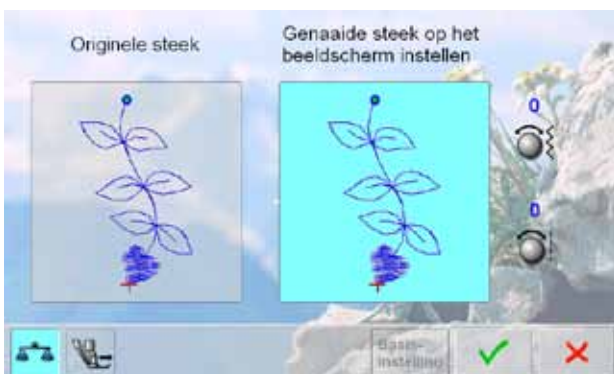 Originele steek
Genaaide steek op het
beeldscherm instellen
0
0
Basis-
instelling